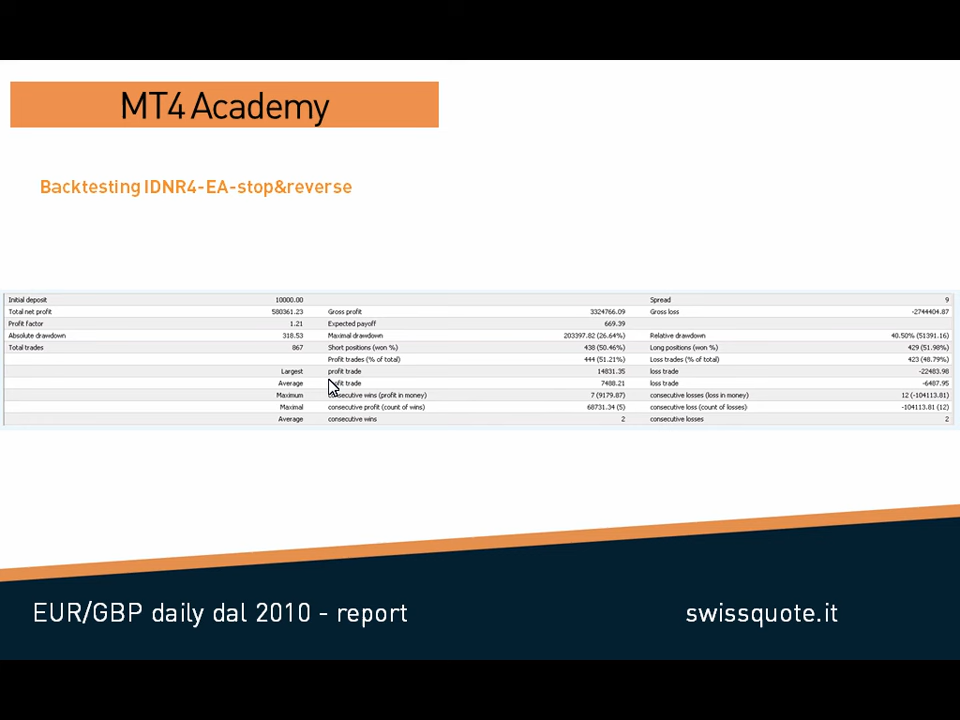 MT4 Academy
Backtesting IDNR4-EA-stop&reverse
Initial deposit 10000.00 Spread 9
Total net profit 580361.23 Gross profit 3324766.09 Gross loss -2744404.87
Profit factor 1.21 Expected payoff 669.39
Absolute drawdown 318.53 Maximal drawdown 203397.82 (26.64%) Relative drawdown 40.50% (51391.16)
Total trades 867 Short positions (won %) 438 (50.46%) Long positions (won %) 429 (51.98%)
Profit trades (% of total) 444 (51.21%) Loss trades (% of total) 423 (48.79%)
Largest profit trade 14831.35 loss trade -22483.98
Average profit trade 7488.21 loss trade -6487.95
Maximum consecutive wins (profit in money) 7 (9179.87) consecutive losses (loss in money) 12 (-104113.81)
Maximal consecutive profit (count of wins) 68731.34 (5) consecutive loss (count of losses) -104113.81 (12)
Average consecutive wins 2 consecutive losses 2
EUR/GBP daily dal 2010 - report
swissquote.it